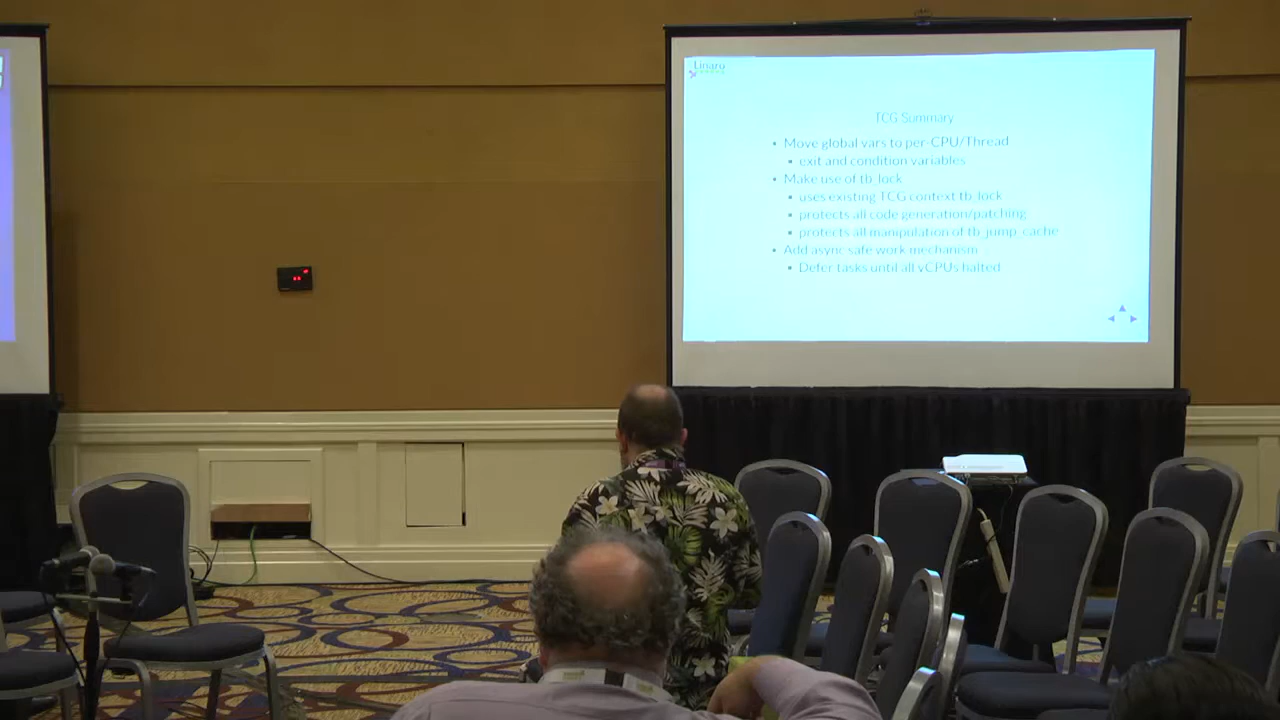 Linaro
TCG Summary
Move global vars to per-CPU/Thread
exit and condition variables
Make use of tb_lock
uses existing TCG context tb_lock
protects all code generation/patching
protects all manipulation of tb_jump_cache
Add async safe work mechanism
Defer tasks until all vCPUs halted